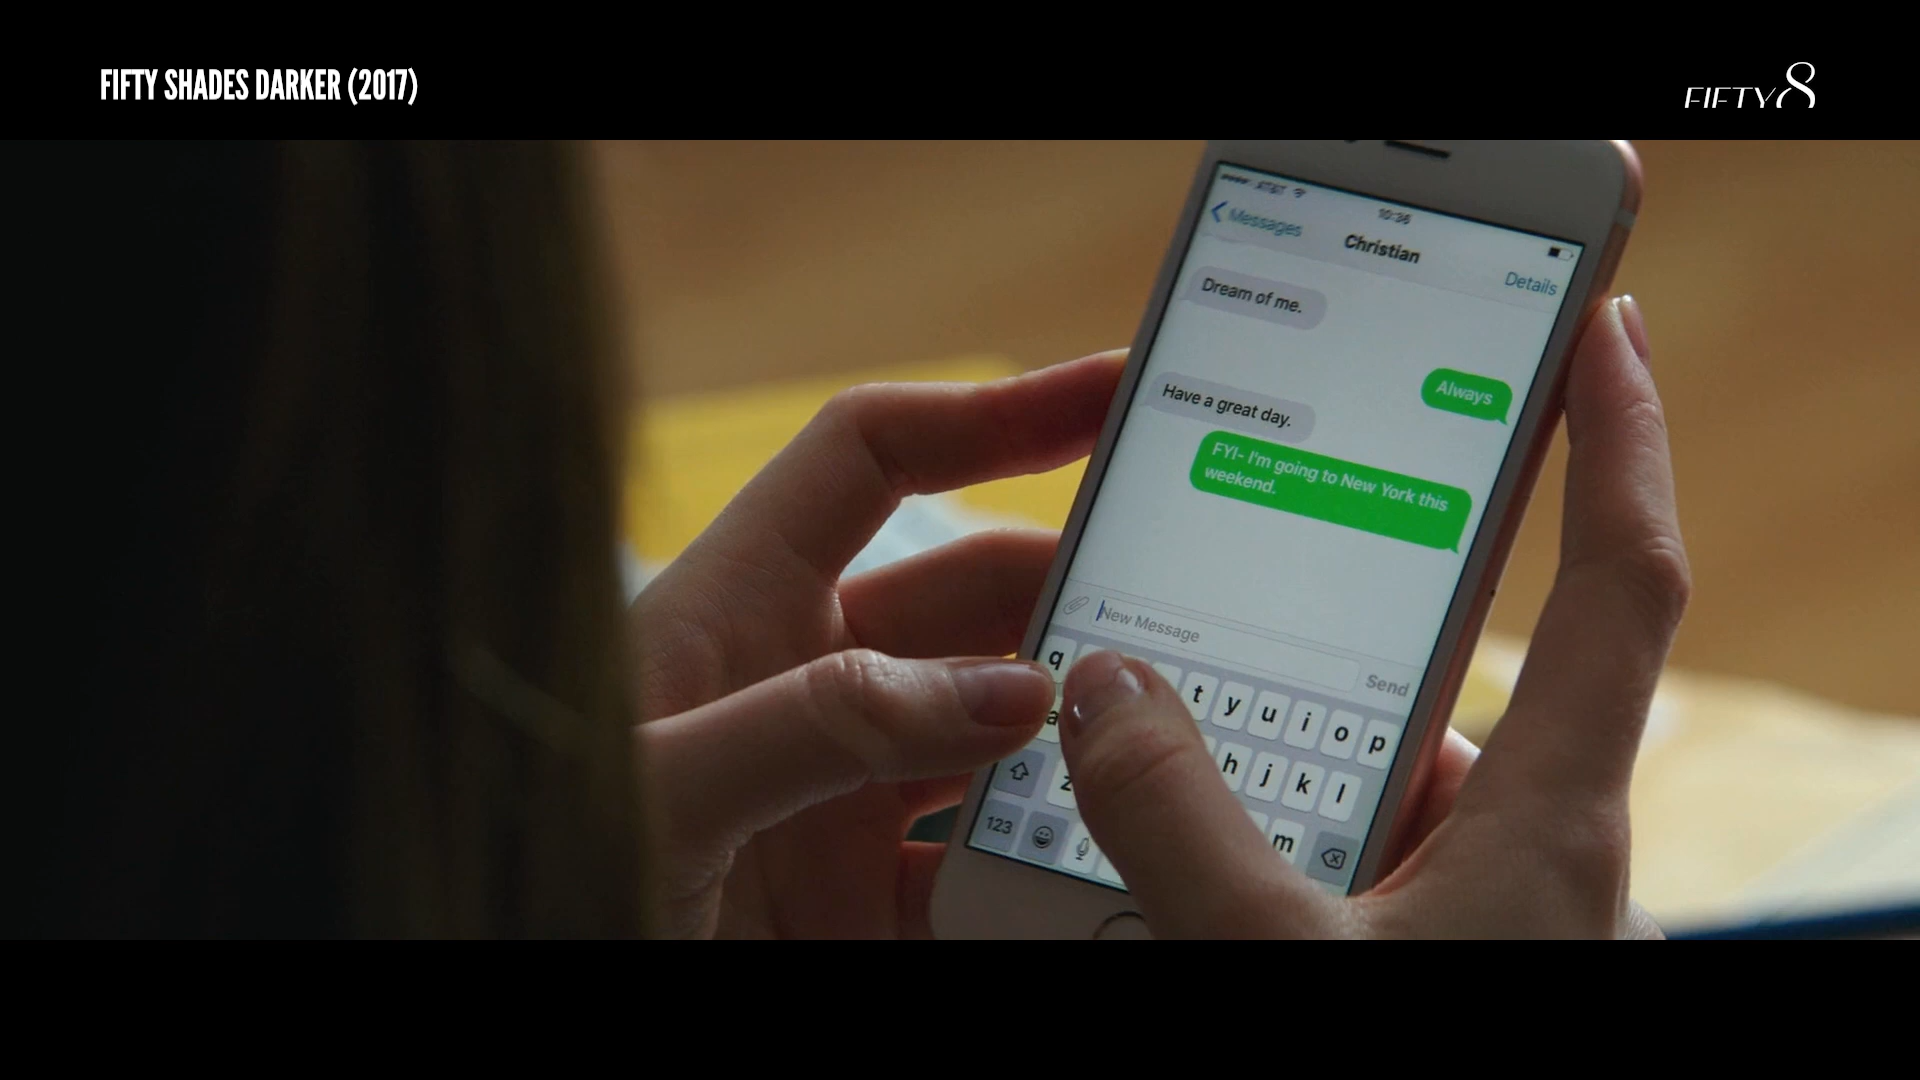 FIFTY SHADES DARKER (2017)
FIFTY8
AT&T
10:36
Messages
Christian
Details
Dream of me.
Always
Have a great day.
FYI- I'm going to New York this
weekend.
New Message
Send
q t y u i o p
a h j k l
z m
123